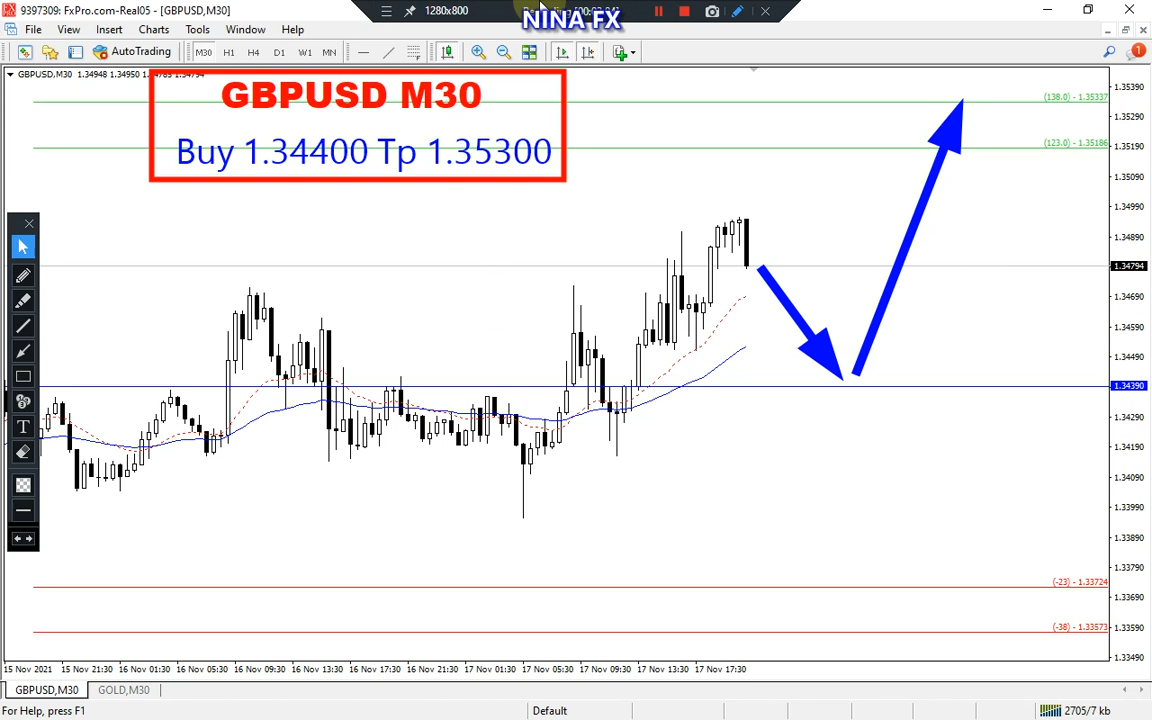 9397309: FxPro.com-Real05 - [GBPUSD,M30]
1280x800
NINA FX
File View Insert Charts Tools Window Help
AutoTrading M30 H1 H4 D1 W1 MN
1
GBPUSD,M30 1.34948 1.34950
GBPUSD M30
Buy 1.34400 Tp 1.35300
1.35390
(138.0) - 1.35337
1.35290
(123.0) - 1.35186
1.35190
1.35090
1.34990
1.34890
1.34794
1.34690
1.34590
1.34490
1.34390
1.34290
1.34190
1.34090
1.33990
1.33890
1.33790
(-23) - 1.33724
1.33690
(-38) - 1.33573
1.33590
1.33490
T
15 Nov 2021 15 Nov 21:30 16 Nov 01:30 16 Nov 05:30 16 Nov 09:30 16 Nov 13:30 16 Nov 17:30 16 Nov 21:30 17 Nov 01:30 17 Nov 05:30 17 Nov 09:30 17 Nov 13:30 17 Nov 17:30
GBPUSD,M30 GOLD,M30
For Help, press F1 Default 2705/7 kb